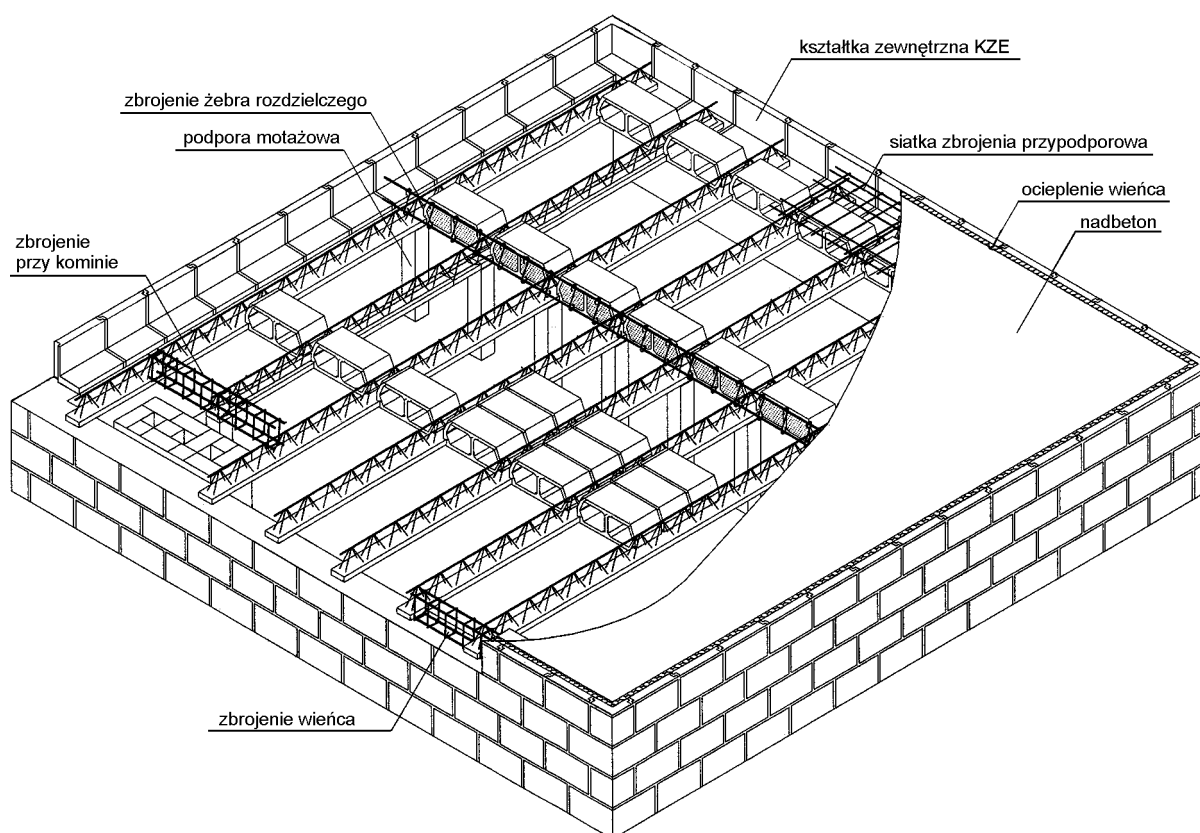 kształtka zewnętrzna KZE
zbrojenie żebra rozdzielczego
podpora motażowa
siatka zbrojenia przypodporowa
ocieplenie wieńca
nadbeton
zbrojenie
przy kominie
zbrojenie wieńca